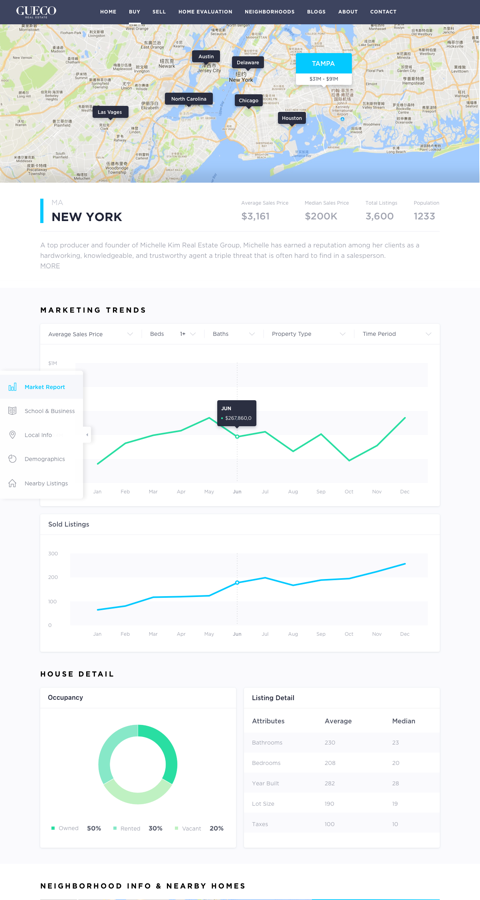 GUECO
REAL ESTATE
HOME BUY SELL HOME EVALUATION NEIGHBORHOODS BLOGS ABOUT CONTACT
Austin
Delaware
TAMPA
$31M - $91M
North Carolina
Chicago
Las Vages
Houston
Newark
New York
MA
NEW YORK
Average Sales Price
$3,161
Median Sales Price
$200K
Total Listings
3,600
Population
1233
A top producer and founder of Michelle Kim Real Estate Group, Michelle has earned a reputation among her clients as a
hardworking, knowledgeable, and trustworthy agent a triple threat that is often hard to find in a salesperson.
MORE
MARKETING TRENDS
Average Sales Price Beds 1+ Baths Property Type Time Period
$1M
Market Report
School & Business
Local Info
Demographics
Nearby Listings
JUN
$267,860.0
Jan Feb Mar Apr May Jun Jul Aug Sep Oct Nov Dec
Sold Listings
300
200
100
0
Jan Feb Mar Apr May Jun Jul Aug Sep Oct Nov Dec
HOUSE DETAIL
Occupancy
Owned 50% Rented 30% Vacant 20%
Listing Detail
Attributes Average Median
Bathrooms 230 23
Bedrooms 208 20
Year Built 282 28
Lot Size 190 19
Taxes 100 10
NEIGHBORHOOD INFO & NEARBY HOMES